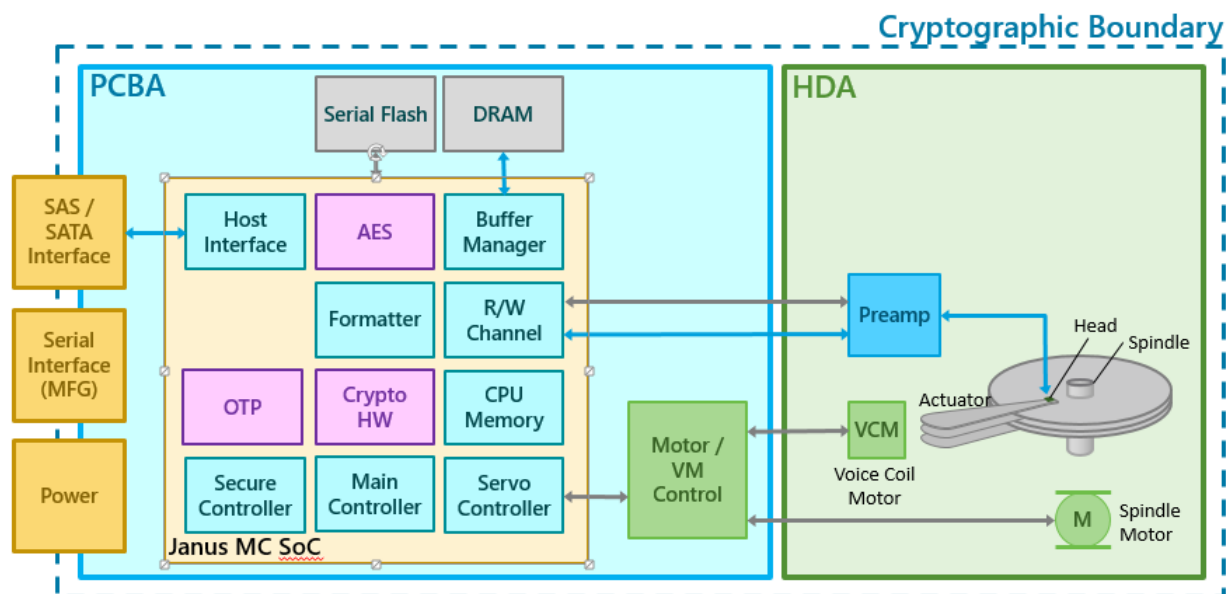 Cryptographic Boundary
PCBA
HDA
Serial Flash
DRAM
SAS /
SATA
Interface
Host
Interface
AES
Buffer
Manager
Formatter
R/W
Channel
Preamp
Head
Spindle
Serial
Interface
(MFG)
OTP
Crypto
HW
CPU
Memory
Actuator
Motor /
VM
Control
VCM
Voice Coil
Motor
Power
Secure
Controller
Main
Controller
Servo
Controller
M
Spindle
Motor
Janus MC SoC